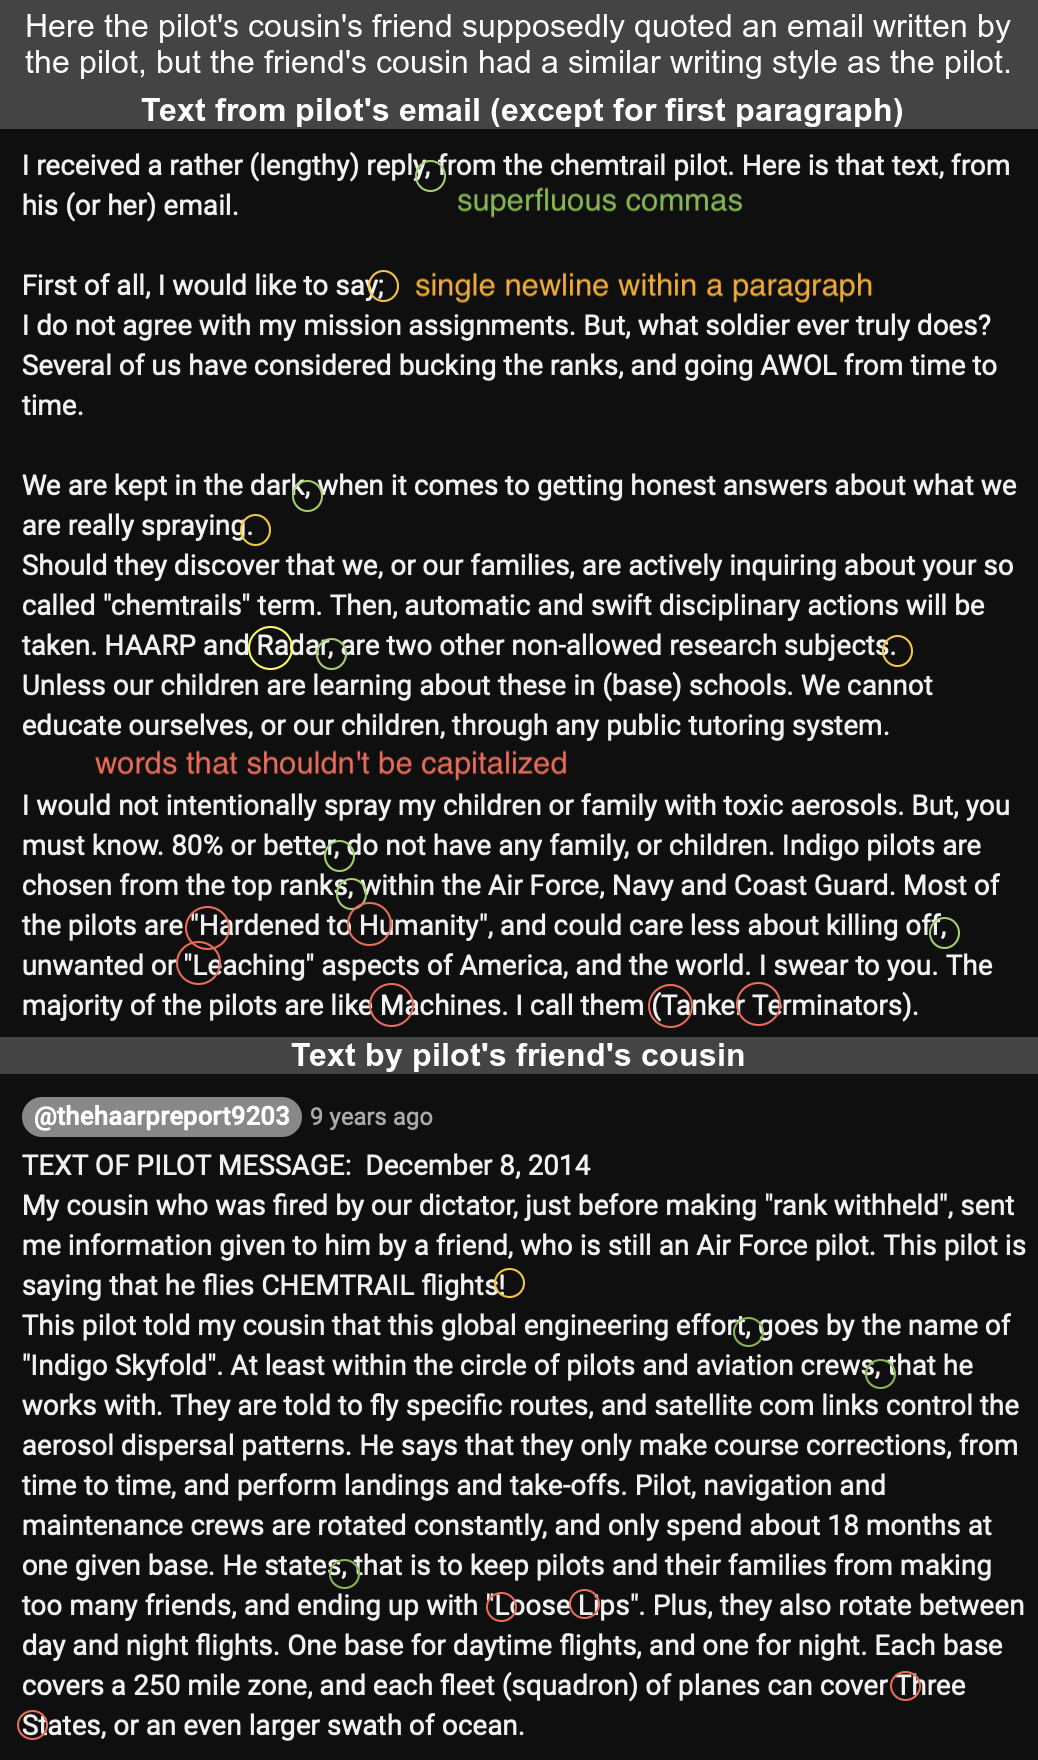 Here the pilot's cousin's friend supposedly quoted an email written by
the pilot, but the friend's cousin had a similar writing style as the pilot.
Text from pilot's email (except for first paragraph)
I received a rather (lengthy) reply, from the chemtrail pilot. Here is that text, from
his (or her) email.
superfluous commas
First of all, I would like to say; single newline within a paragraph
I do not agree with my mission assignments. But, what soldier ever truly does?
Several of us have considered bucking the ranks, and going AWOL from time to
time.
We are kept in the dark, when it comes to getting honest answers about what we
are really spraying.
Should they discover that we, or our families, are actively inquiring about your so
called "chemtrails" term. Then, automatic and swift disciplinary actions will be
taken. HAARP and Radar, are two other non-allowed research subjects.
Unless our children are learning about these in (base) schools. We cannot
educate ourselves, or our children, through any public tutoring system.
words that shouldn't be capitalized
I would not intentionally spray my children or family with toxic aerosols. But, you
must know. 80% or better, do not have any family, or children. Indigo pilots are
chosen from the top ranks, within the Air Force, Navy and Coast Guard. Most of
the pilots are "Hardened to Humanity", and could care less about killing off,
unwanted or "Leaching" aspects of America, and the world. I swear to you. The
majority of the pilots are like Machines. I call them (Tanker Terminators).
Text by pilot's friend's cousin
@thehaarpreport9203 9 years ago
TEXT OF PILOT MESSAGE: December 8, 2014
My cousin who was fired by our dictator, just before making "rank withheld", sent
me information given to him by a friend, who is still an Air Force pilot. This pilot is
saying that he flies CHEMTRAIL flights!
This pilot told my cousin that this global engineering effort, goes by the name of
"Indigo Skyfold". At least within the circle of pilots and aviation crews, that he
works with. They are told to fly specific routes, and satellite com links control the
aerosol dispersal patterns. He says that they only make course corrections, from
time to time, and perform landings and take-offs. Pilot, navigation and
maintenance crews are rotated constantly, and only spend about 18 months at
one given base. He states, that is to keep pilots and their families from making
too many friends, and ending up with "Loose Lips". Plus, they also rotate between
day and night flights. One base for daytime flights, and one for night. Each base
covers a 250 mile zone, and each fleet (squadron) of planes can cover Three
States, or an even larger swath of ocean.